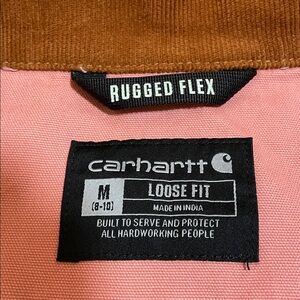 RUGGED FLEX
carhartt
M
(8-10)
LOOSE FIT
MADE IN INDIA
BUILT TO SERVE AND PROTECT
ALL HARDWORKING PEOPLE